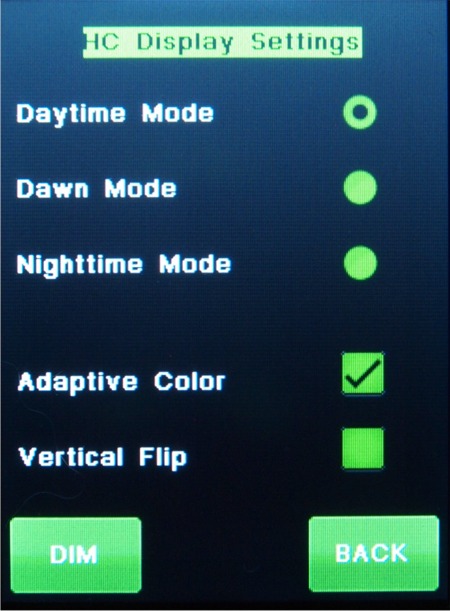 HC Display Settings
Daytime Mode
Dawn Mode
Nighttime Mode
Adaptive Color
Vertical Flip
DIM
BACK